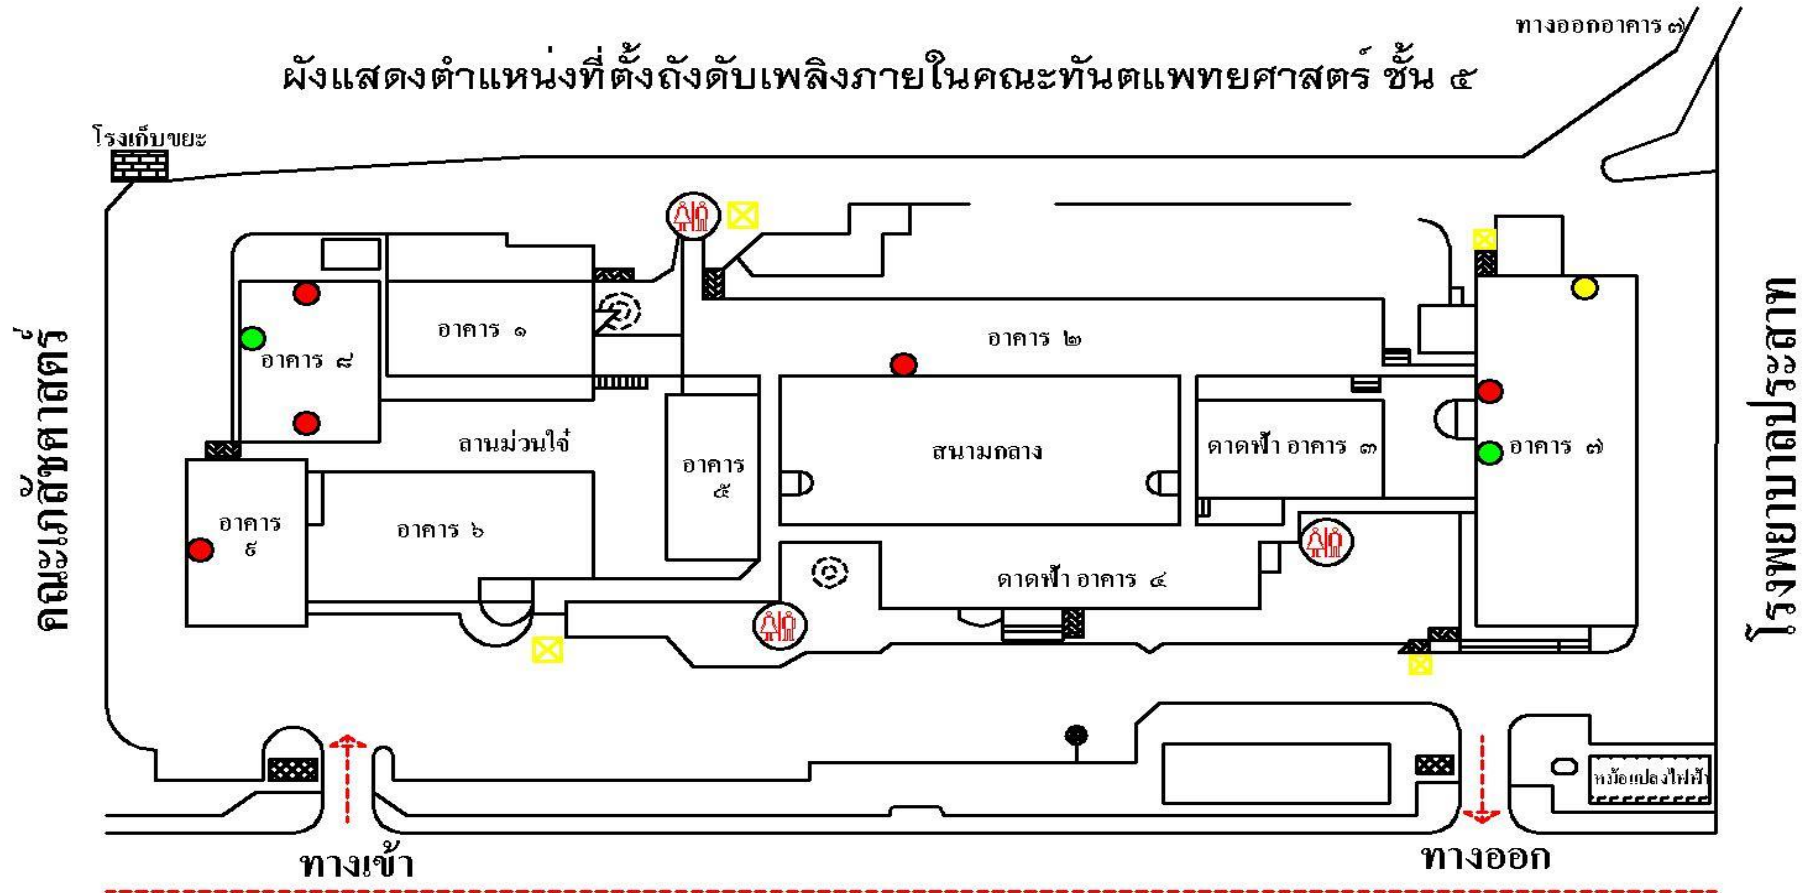 ทางออกอาคาร ๗
ผังแสดงตำแหน่งที่ตั้งถังดับเพลิงภายในคณะทันตแพทยศาสตร์ ชั้น ๕
โรงเก็บขยะ
คณะเภสัชศาสตร์
โรงพยาบาลประสาท
อาคาร ๑
อาคาร ๒
อาคาร ๘
ลานม่วนใจ๋
อาคาร
๕
สนามกลาง
ดาดฟ้า อาคาร ๓
อาคาร ๗
อาคาร
๙
อาคาร ๖
ดาดฟ้า อาคาร ๔
หม้อแปลงไฟฟ้า
ทางเข้า
ทางออก